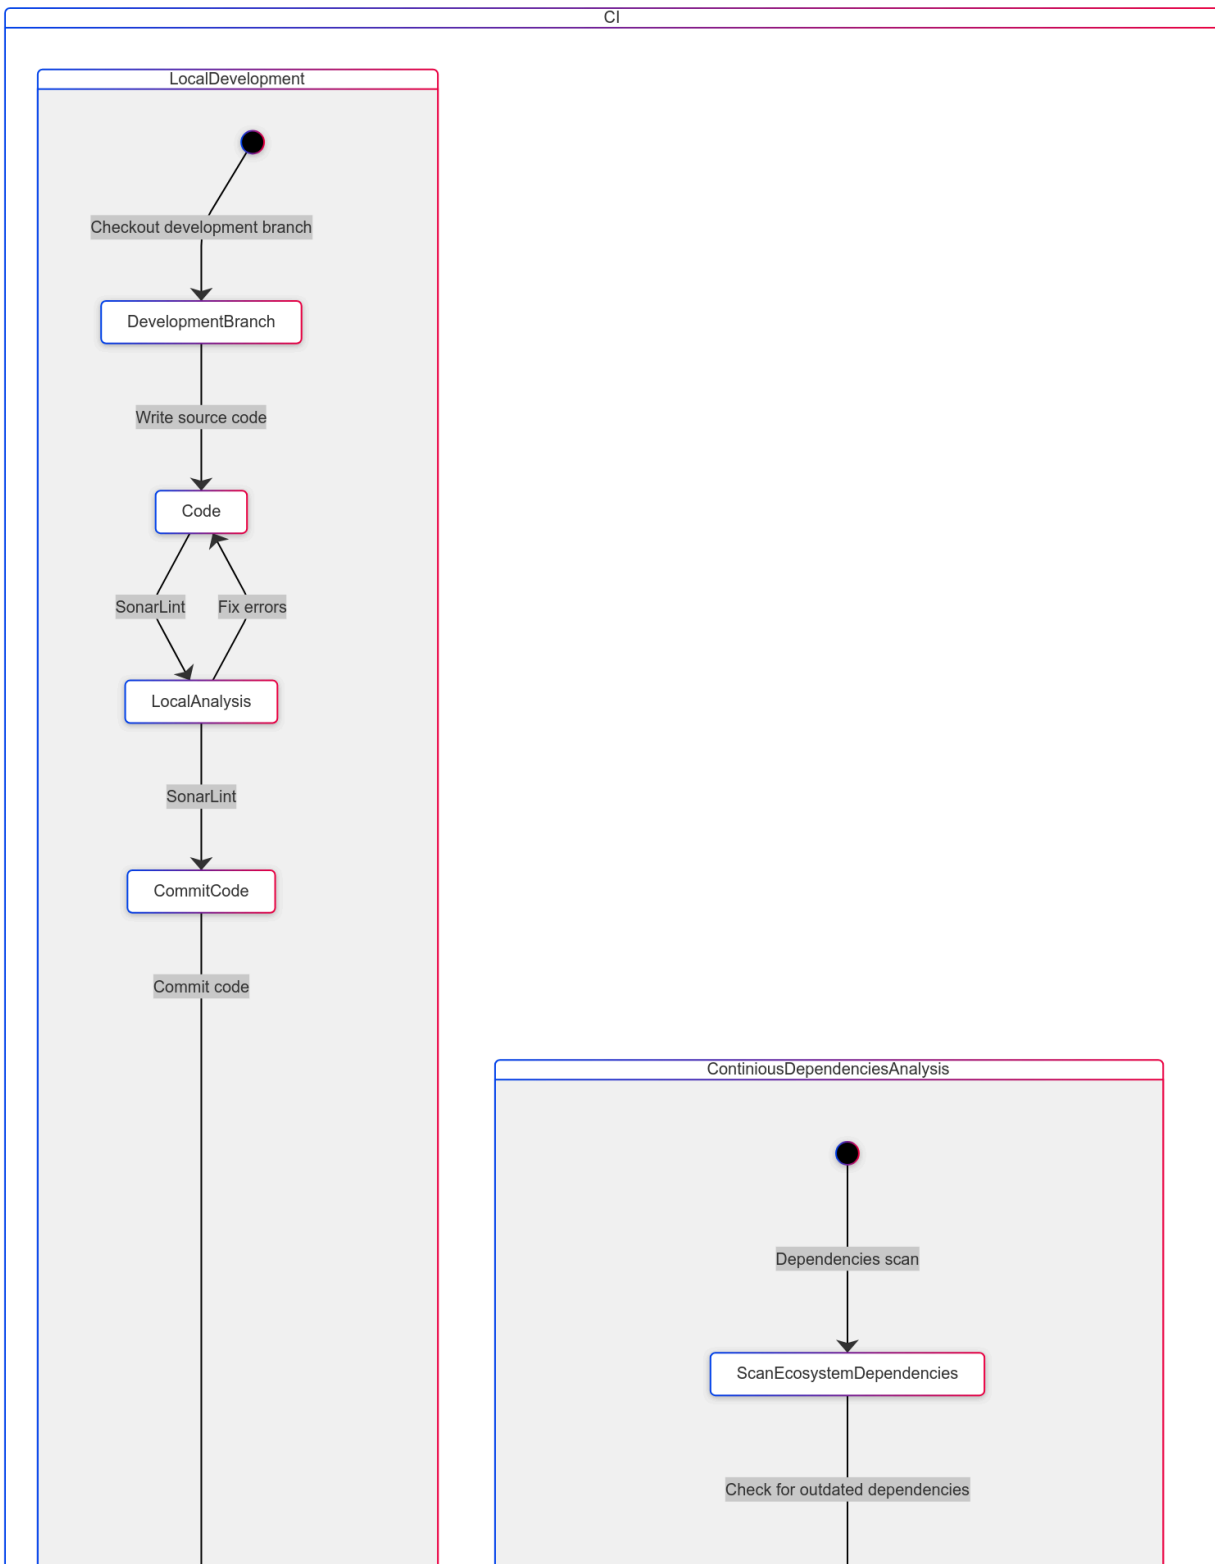 CI
LocalDevelopment
Checkout development branch
DevelopmentBranch
Write source code
Code
SonarLint
Fix errors
LocalAnalysis
SonarLint
CommitCode
Commit code
ContiniousDependenciesAnalysis
Dependencies scan
ScanEcosystemDependencies
Check for outdated dependencies